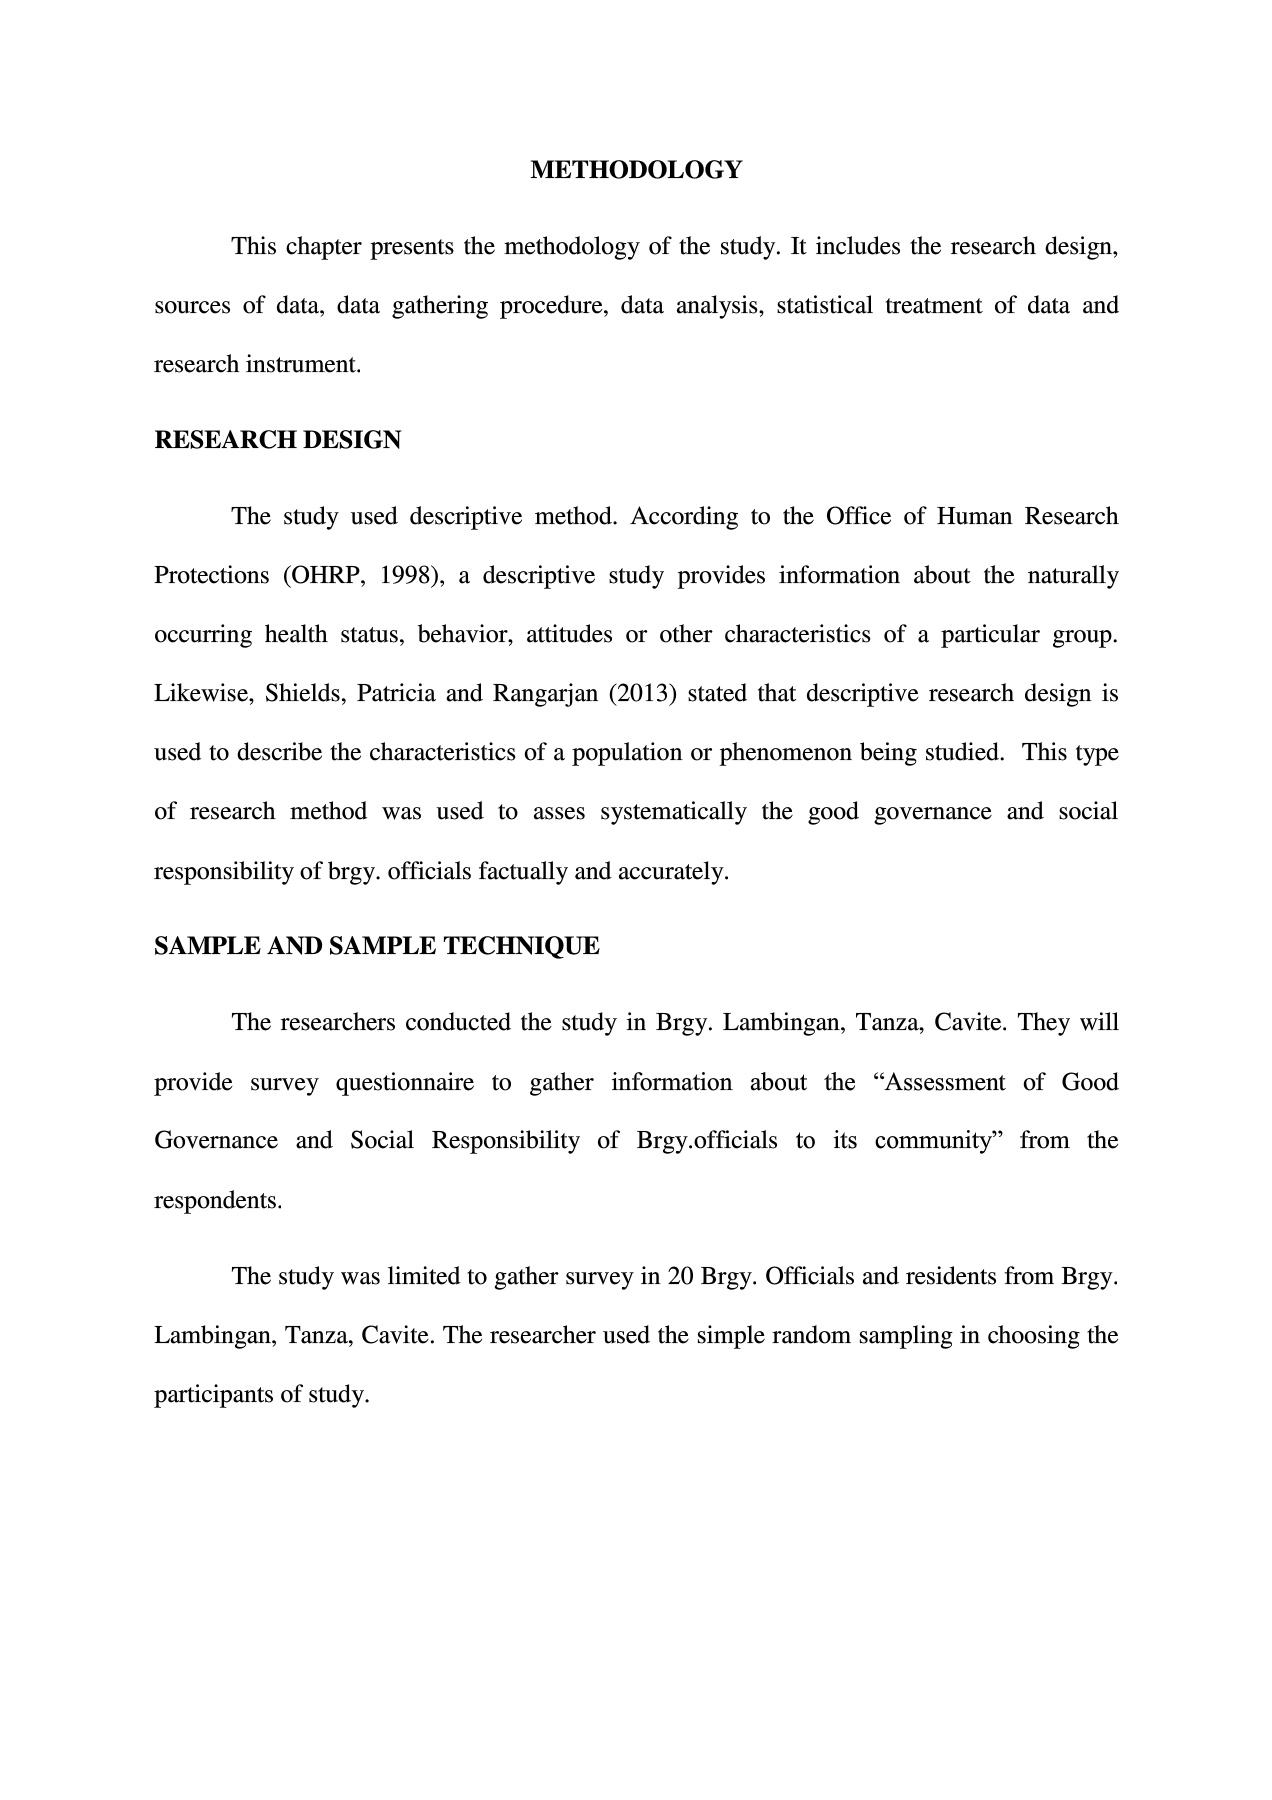 METHODOLOGY
This chapter presents the methodology of the study. It includes the research design,
sources of data, data gathering procedure, data analysis, statistical treatment of data and
research instrument.
RESEARCH DESIGN
The study used descriptive method. According to the Office of Human Research
Protections (OHRP, 1998), a descriptive study provides information about the naturally
occurring health status, behavior, attitudes or other characteristics of a particular group.
Likewise, Shields, Patricia and Rangarjan (2013) stated that descriptive research design is
used to describe the characteristics of a population or phenomenon being studied.  This type
of research method was used to asses systematically the good governance and social
responsibility of brgy. officials factually and accurately.
SAMPLE AND SAMPLE TECHNIQUE
The researchers conducted the study in Brgy. Lambingan, Tanza, Cavite. They will
provide survey questionnaire to gather information about the “Assessment of Good
Governance and Social Responsibility of Brgy.officials to its community” from the
respondents.
The study was limited to gather survey in 20 Brgy. Officials and residents from Brgy.
Lambingan, Tanza, Cavite. The researcher used the simple random sampling in choosing the
participants of study.